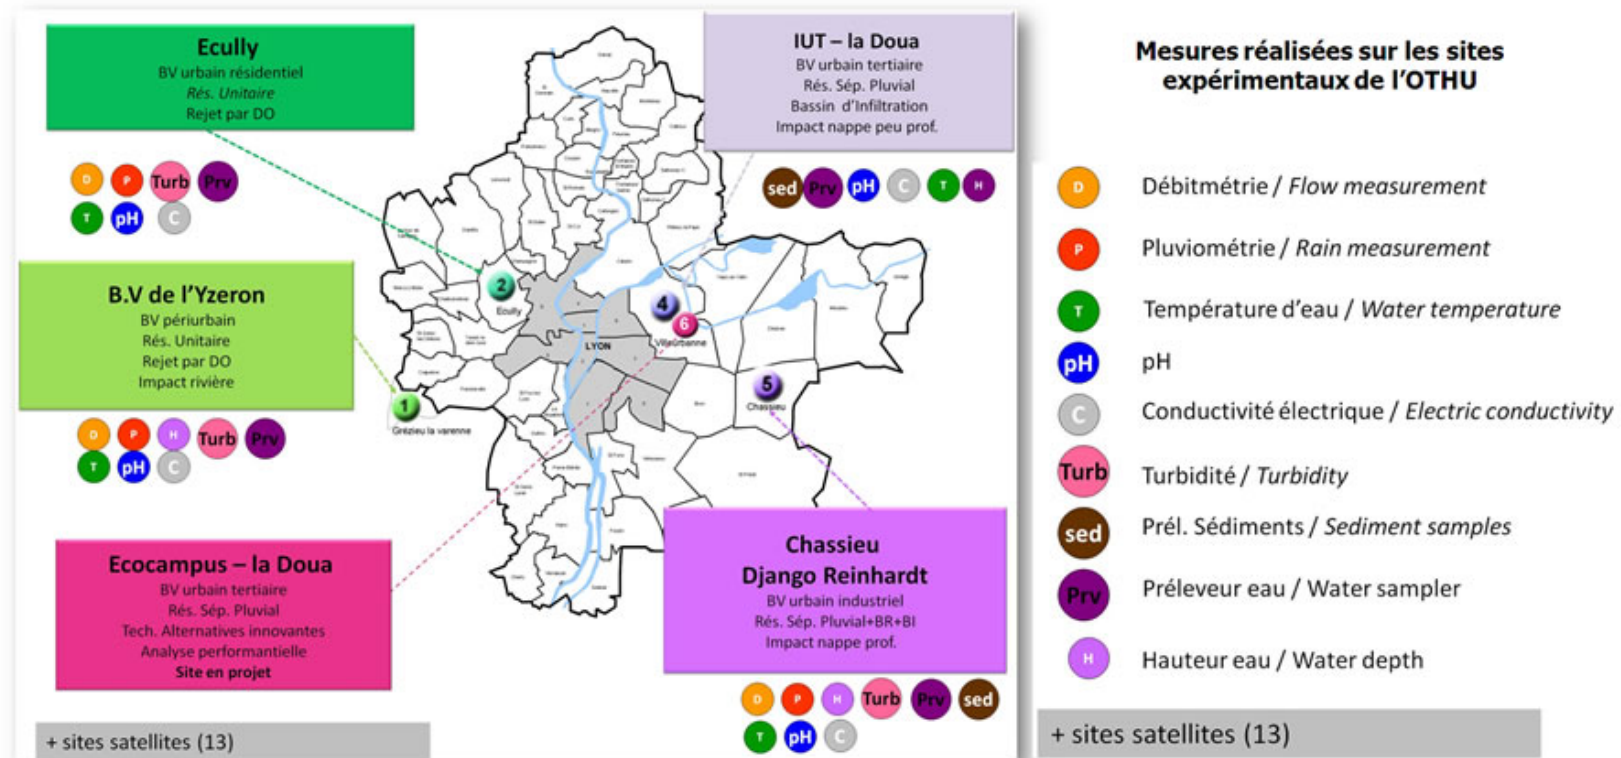 Ecully
BV urbain résidentiel
Rés. Unitaire
Rejet par DO
D P Turb Prv
T pH C
B.V de l'Yzeron
BV périurbain
Rés. Unitaire
Rejet par DO
Impact rivière
D P H Turb Prv
T pH C
Ecocampus – la Doua
BV urbain tertiaire
Rés. Sép. Pluvial
Tech. Alternatives innovantes
Analyse performantielle
Site en projet
+ sites satellites (13)
IUT – la Doua
BV urbain tertiaire
Rés. Sép. Pluvial
Bassin d'Infiltration
Impact nappe peu prof.
sed Prv pH C T H
2
Ecully
4
6
Villeurbanne
LYON
5
Chassieu
1
Grézieu la varenne
Chassieu
Django Reinhardt
BV urbain industriel
Rés. Sép. Pluvial+BR+BI
Impact nappe prof.
D P H Turb Prv sed
T pH C
Mesures réalisées sur les sites
expérimentaux de l'OTHU
D Débitmétrie / Flow measurement
P Pluviométrie / Rain measurement
T Température d'eau / Water temperature
pH pH
C Conductivité électrique / Electric conductivity
Turb Turbidité / Turbidity
sed Prél. Sédiments / Sediment samples
Prv Préleveur eau / Water sampler
H Hauteur eau / Water depth
+ sites satellites (13)